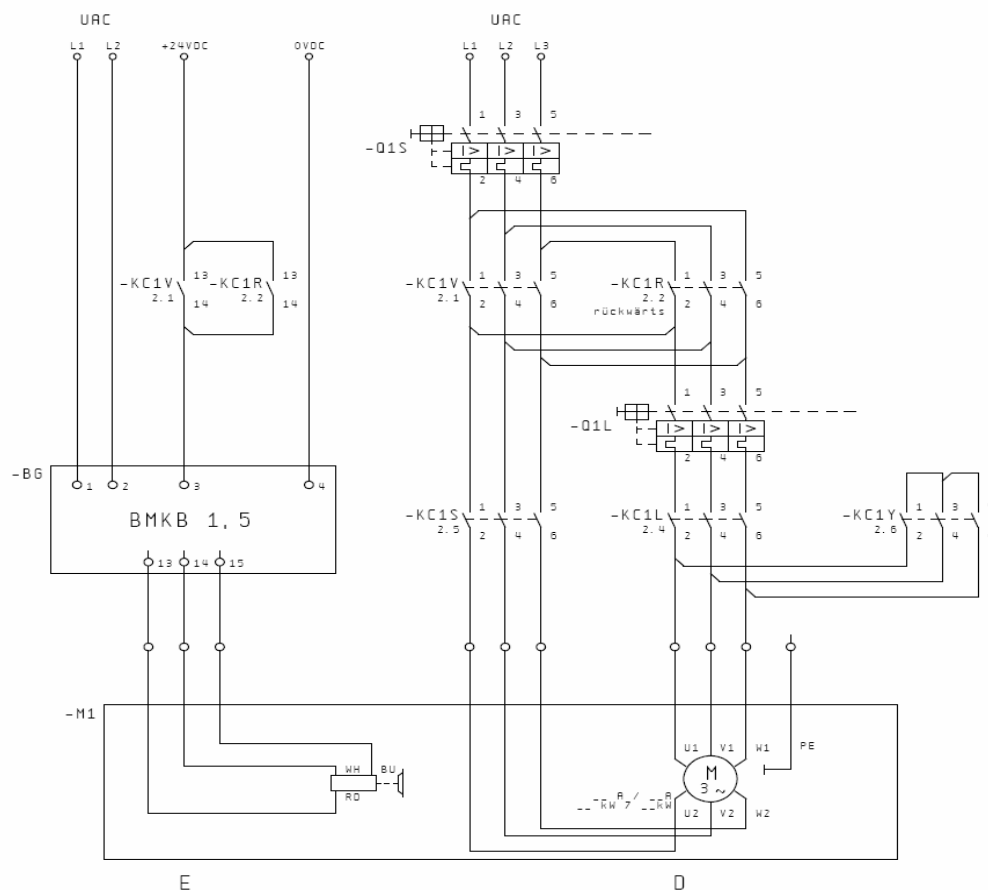 UAC UAC
L1 L2 +24VDC 0VDC L1 L2 L3
1 3 5
-Q1S I> I> I>
2 4 6
-KC1V 13 -KC1R 13 -KC1V 1 3 5 -KC1R 1 3 5
2.1 14 2.2 14 2.1 2 4 6 2.2 2 4 6
rückwärts
1 3 5
-Q1L I> I> I>
2 4 6
-BG 1 2 3 4
BMKB 1,5
-KC1S 1 3 5 -KC1L 1 3 5 -KC1Y 1 3
2.5 2 4 6 2.4 2 4 6 2.6 2 4
13 14 15
-M1
U1 V1 W1 PE
WH BU
RD
M
3 ~
__A / __A
__KW / __KW
U2 V2 W2
E D